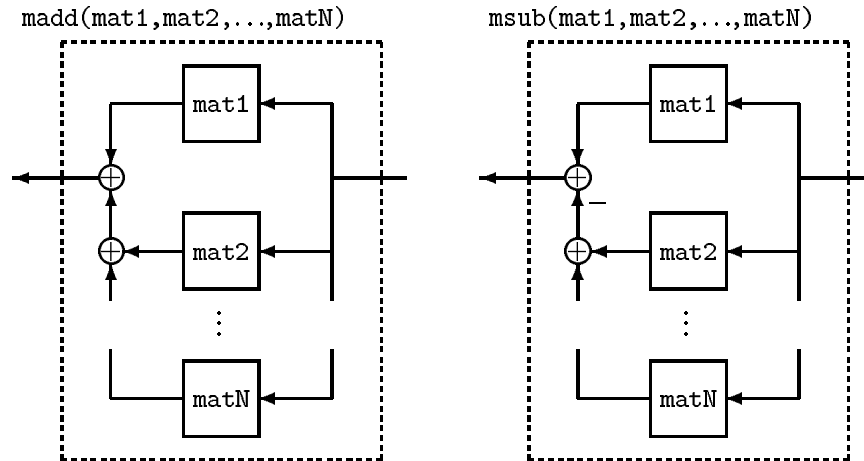 madd(mat1,mat2,...,matN)
mat1
mat2
⋮
matN
msub(mat1,mat2,...,matN)
mat1
−
mat2
⋮
matN